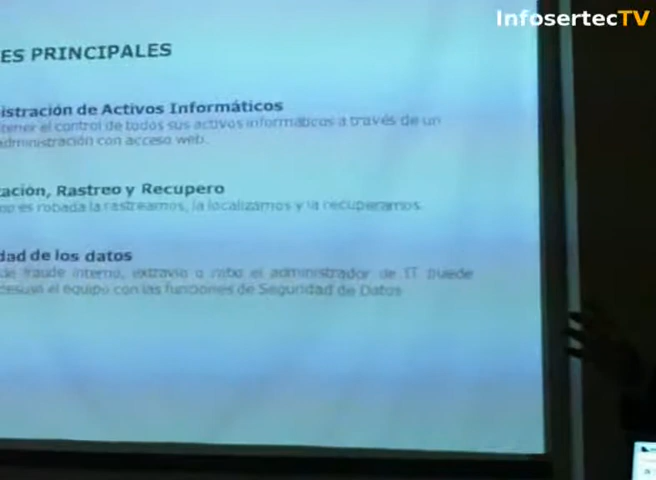 InfosertecTV
ES PRINCIPALES
istración de Activos Informáticos
tener el control de todos sus activos informáticos a través de un
administración con acceso web.
ación, Rastreo y Recupero
no es robada la rastreamos, la localizamos y la recuperamos.
dad de los datos
de fraude interno, extravío o robo el administrador de IT puede
el equipo con las funciones de Seguridad de Datos